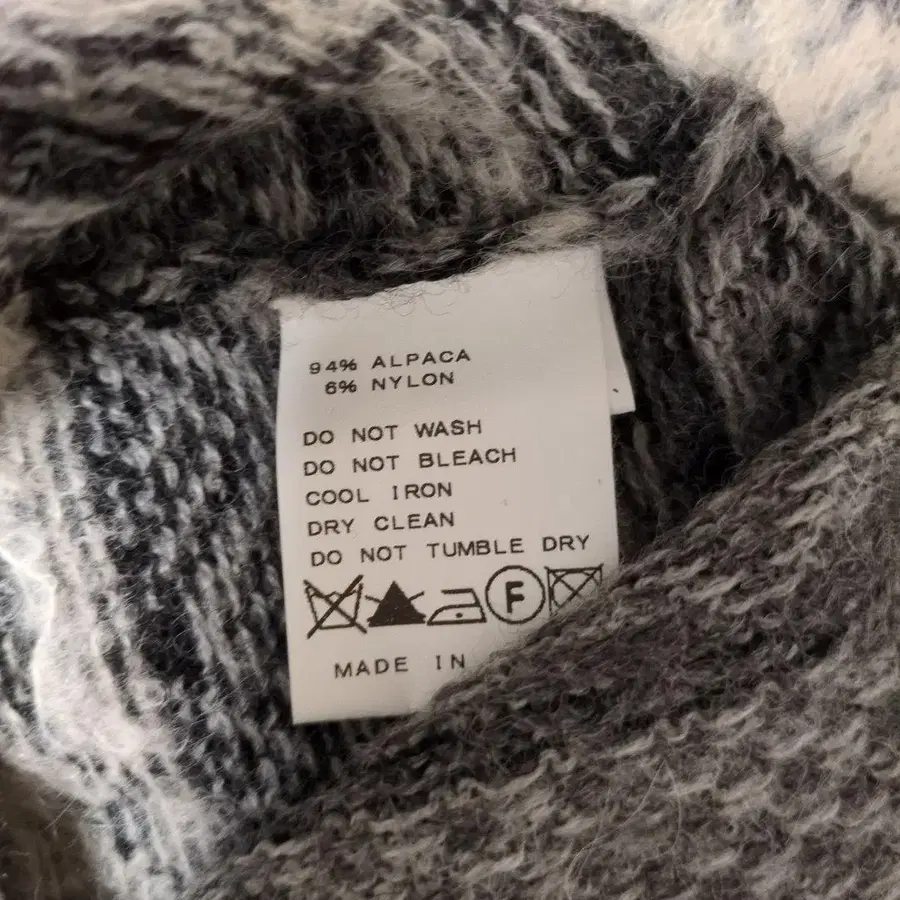 94% ALPACA
6% NYLON
DO NOT WASH
DO NOT BLEACH
COOL IRON
DRY CLEAN
DO NOT TUMBLE DRY
F
MADE IN